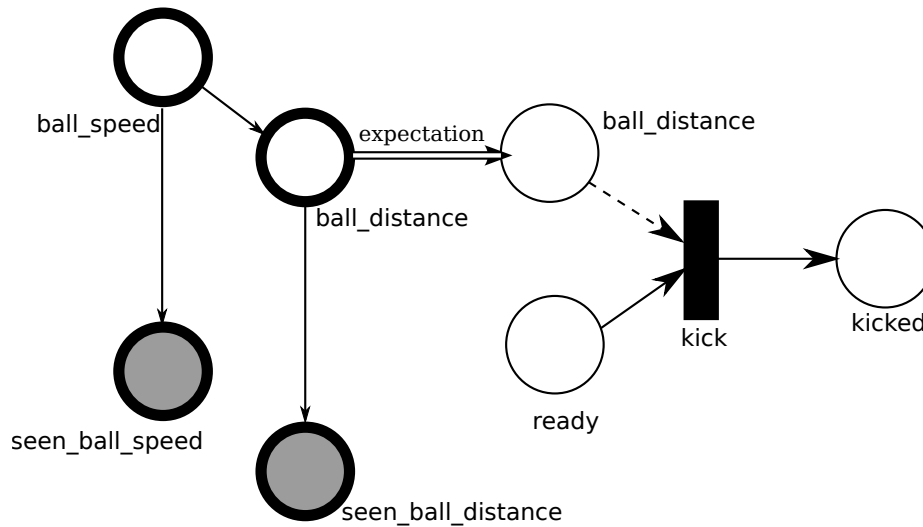 ball_speed
expectation
ball_distance
ball_distance
kicked
kick
ready
seen_ball_speed
seen_ball_distance